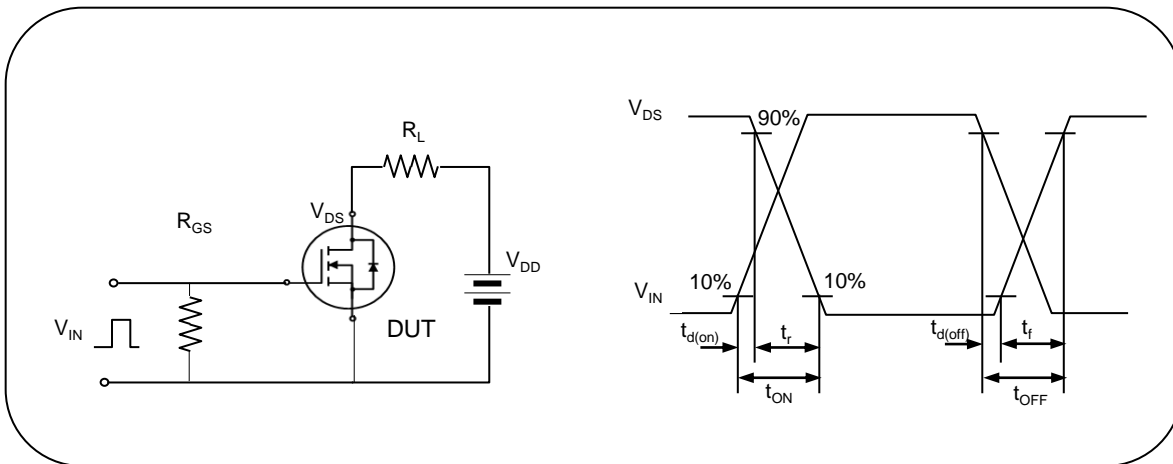 R_L
V_DS
R_GS
V_DD
V_IN
DUT
V_DS
90%
10%
10%
V_IN
t_d(on)
t_r
t_d(off)
t_f
t_ON
t_OFF